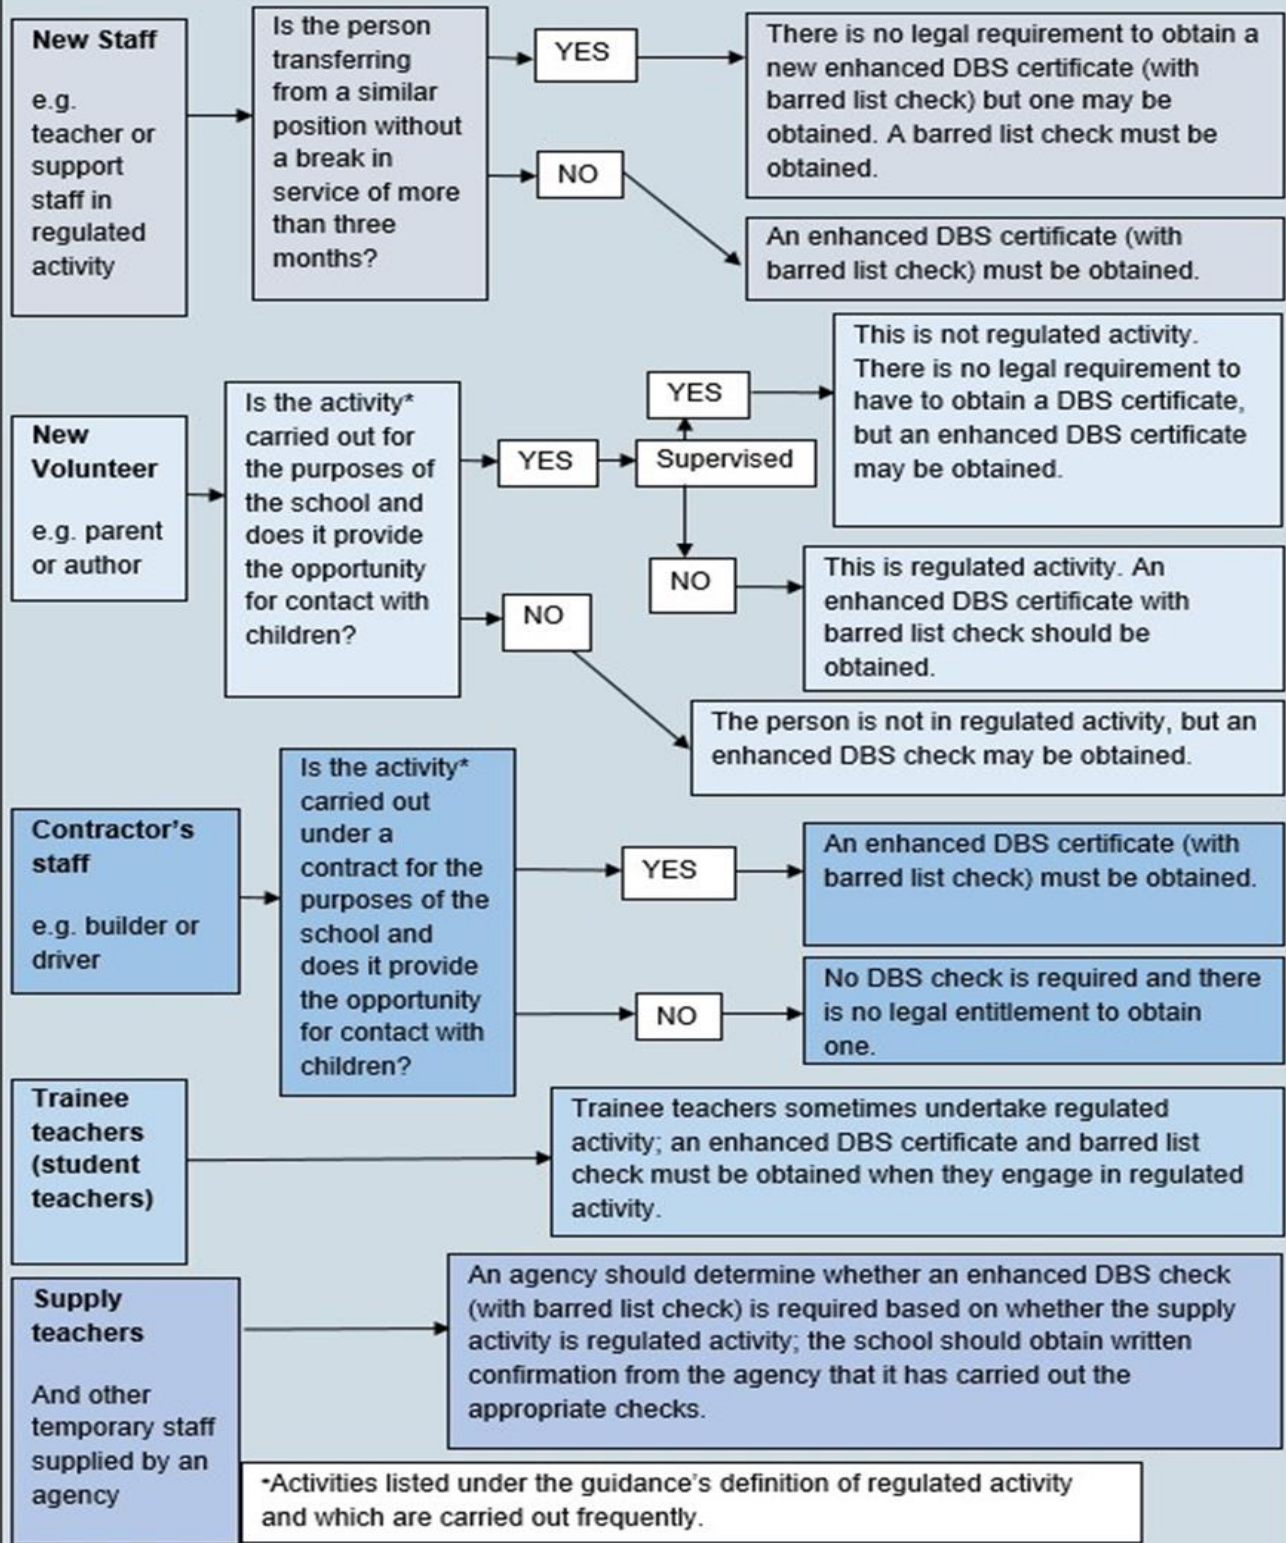 New Staff
e.g.
teacher or
support
staff in
regulated
activity
Is the person
transferring
from a similar
position without
a break in
service of more
than three
months?
YES
NO
There is no legal requirement to obtain a
new enhanced DBS certificate (with
barred list check) but one may be
obtained. A barred list check must be
obtained.
An enhanced DBS certificate (with
barred list check) must be obtained.
New
Volunteer
e.g. parent
or author
Is the activity*
carried out for
the purposes of
the school and
does it provide
the opportunity
for contact with
children?
YES
NO
Supervised
YES
NO
This is not regulated activity.
There is no legal requirement to
have to obtain a DBS certificate,
but an enhanced DBS certificate
may be obtained.
This is regulated activity. An
enhanced DBS certificate with
barred list check should be
obtained.
The person is not in regulated activity, but an
enhanced DBS check may be obtained.
Contractor's
staff
e.g. builder or
driver
Is the activity*
carried out
under a
contract for the
purposes of the
school and
does it provide
the opportunity
for contact with
children?
YES
NO
An enhanced DBS certificate (with
barred list check) must be obtained.
No DBS check is required and there
is no legal entitlement to obtain
one.
Trainee
teachers
(student
teachers)
Trainee teachers sometimes undertake regulated
activity; an enhanced DBS certificate and barred list
check must be obtained when they engage in regulated
activity.
Supply
teachers
And other
temporary staff
supplied by an
agency
An agency should determine whether an enhanced DBS check
(with barred list check) is required based on whether the supply
activity is regulated activity; the school should obtain written
confirmation from the agency that it has carried out the
appropriate checks.
*Activities listed under the guidance's definition of regulated activity
and which are carried out frequently.